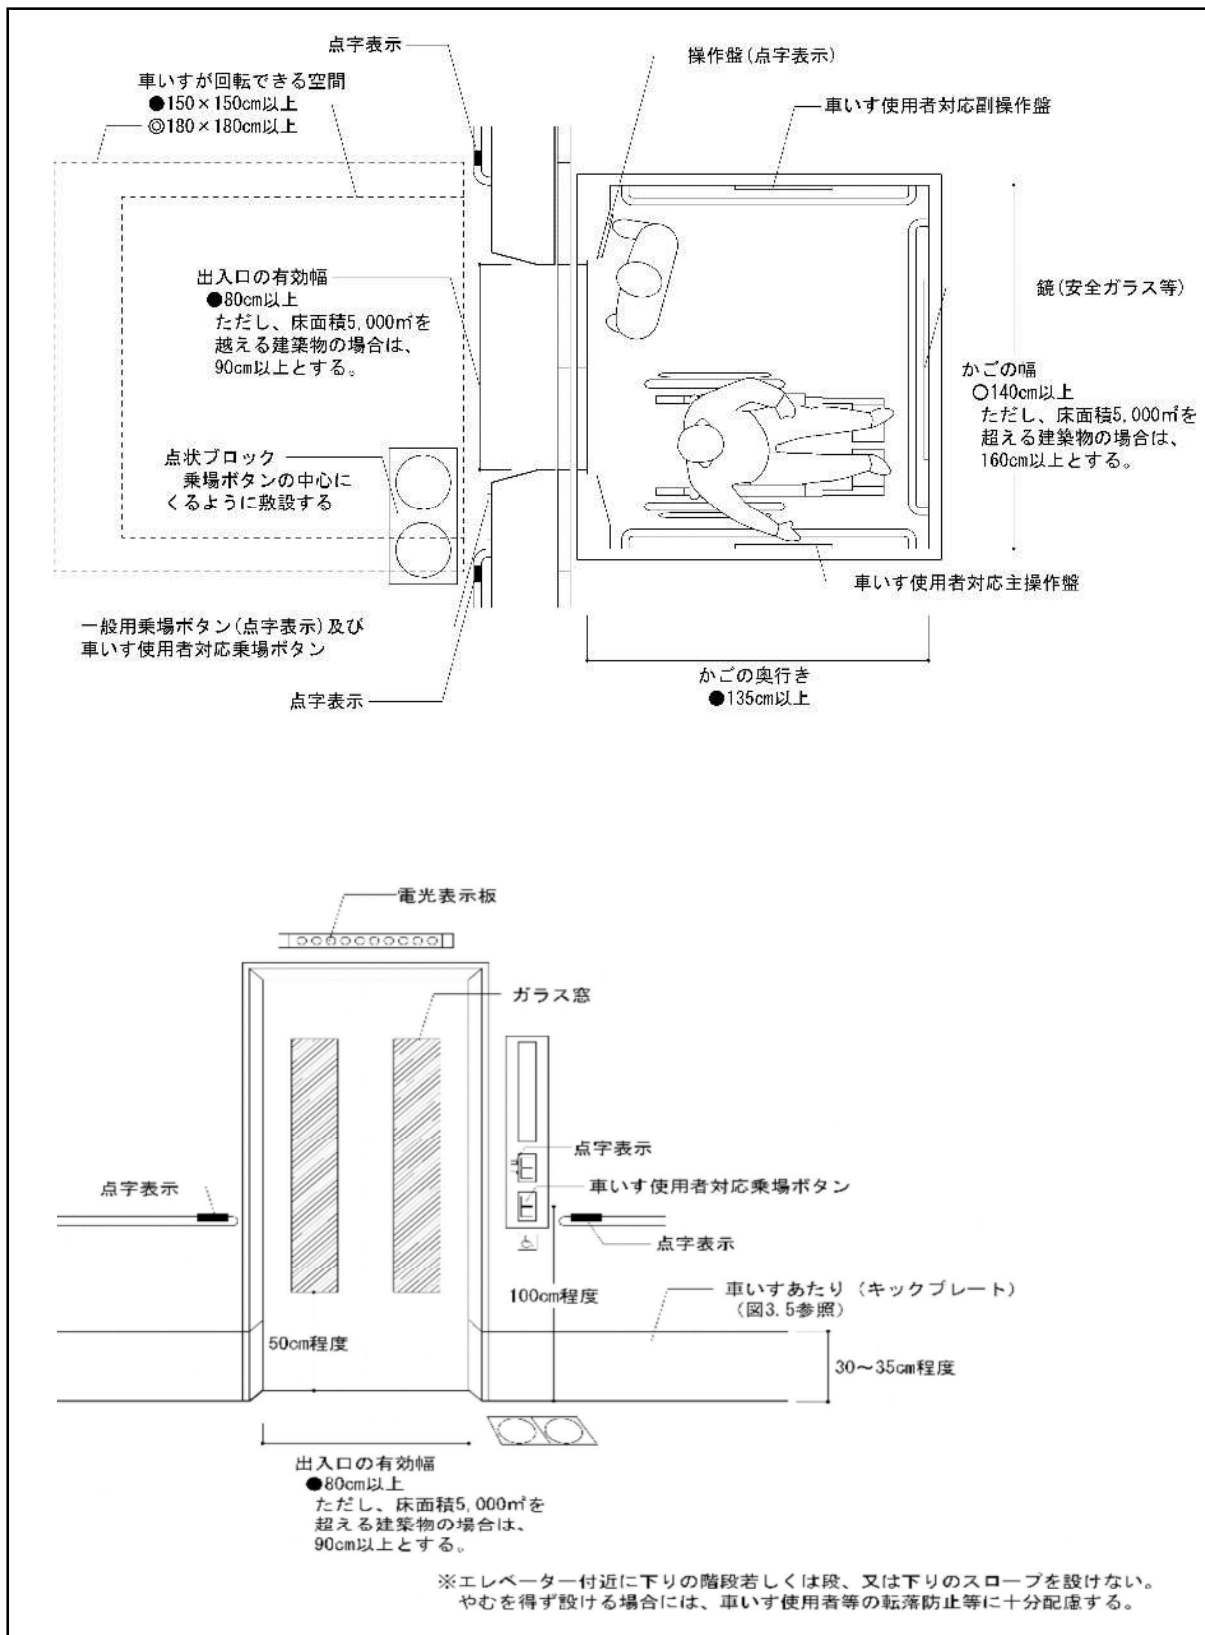 点字表示
操作盤(点字表示)
車いすが回転できる空間
●150×150cm以上
◎180×180cm以上
車いす使用者対応副操作盤
出入口の有効幅
●80cm以上
ただし、床面積5,000㎡を
越える建築物の場合は、
90cm以上とする。
鏡(安全ガラス等)
かごの幅
○140cm以上
ただし、床面積5,000㎡を
超える建築物の場合は、
160cm以上とする。
点状ブロック
乗場ボタンの中心に
くるように敷設する
車いす使用者対応主操作盤
一般用乗場ボタン(点字表示)及び
車いす使用者対応乗場ボタン
かごの奥行き
●135cm以上
点字表示
電光表示板
ガラス窓
点字表示
車いす使用者対応乗場ボタン
点字表示
点字表示
100cm程度
車いすあたり（キックプレート）
（図3.5参照）
50cm程度
30～35cm程度
出入口の有効幅
●80cm以上
ただし、床面積5,000㎡を
超える建築物の場合は、
90cm以上とする。
※エレベーター付近に下りの階段若しくは段、又は下りのスロープを設けない。
やむを得ず設ける場合には、車いす使用者等の転落防止等に十分配慮する。